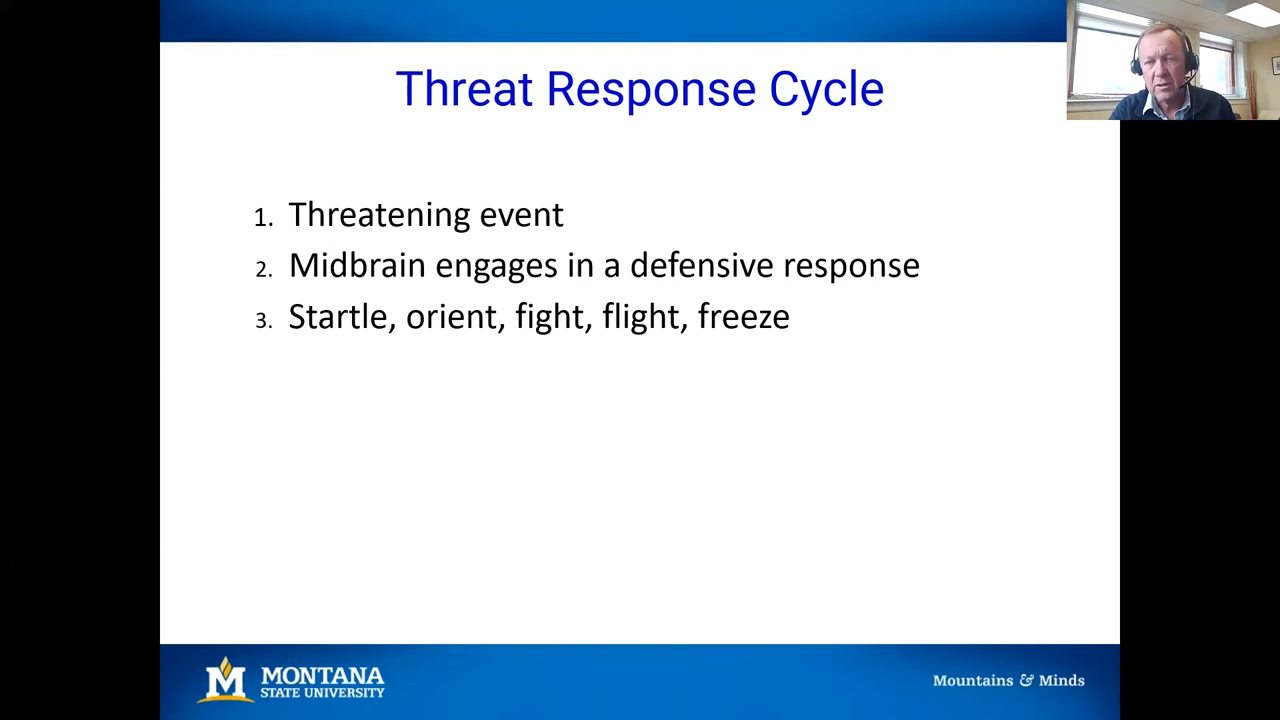 Threat Response Cycle
1. Threatening event
2. Midbrain engages in a defensive response
3. Startle, orient, fight, flight, freeze
M MONTANA
STATE UNIVERSITY
Mountains & Minds